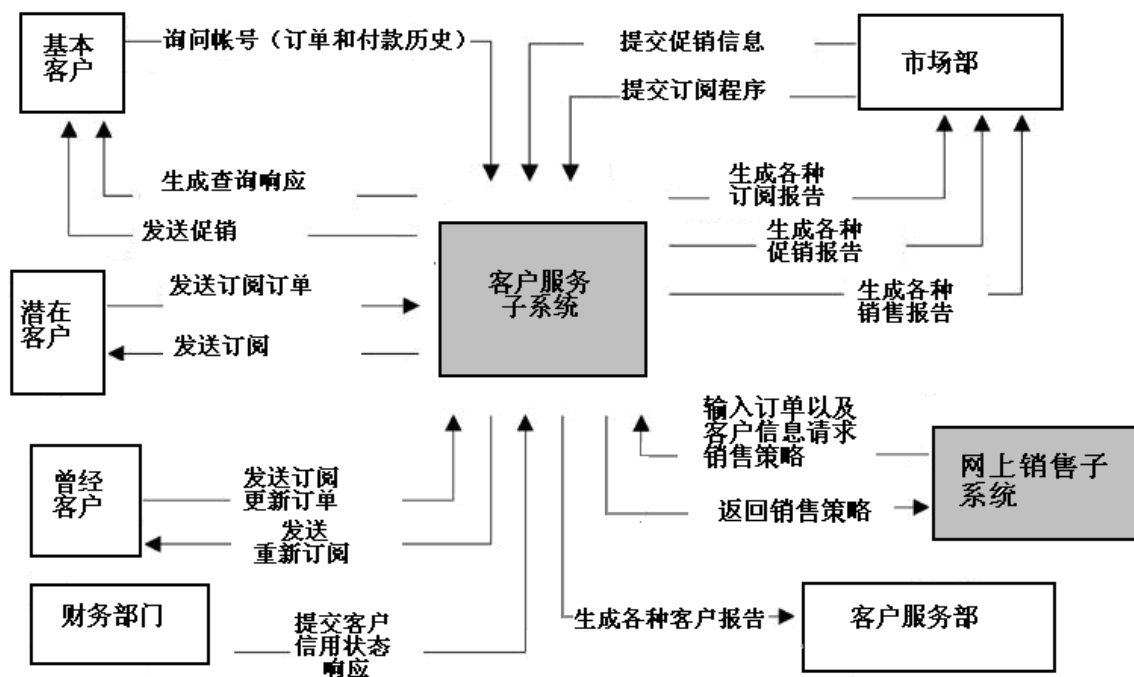 基本
客户
询问帐号（订单和付款历史）
提交促销信息
市场部
提交订阅程序
生成查询响应
生成各种
订阅报告
发送促销
生成各种
促销报告
客户服务
子系统
发送订阅订单
生成各种
销售报告
潜在
客户
发送订阅
输入订单以及
客户信息请求
销售策略
网上销售子
系统
曾经
客户
发送订阅
更新订单
返回销售策略
发送
重新订阅
财务部门
提交客户
信用状态
响应
生成各种客户报告
客户服务部